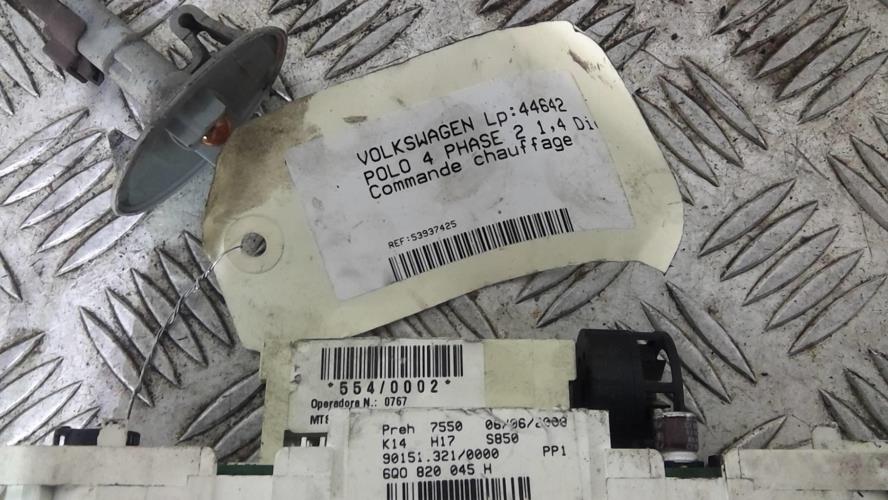 VOLKSWAGEN Lp:44642
POLO 4 PHASE 2 1,4 Di
Commande chauffage
REF:53937425
*554/0002*
Operadora N.: 0767
Preh 7550 06/06/2008
K14 H17 S850
90151.321/0000 PP1
6Q0 820 045 H